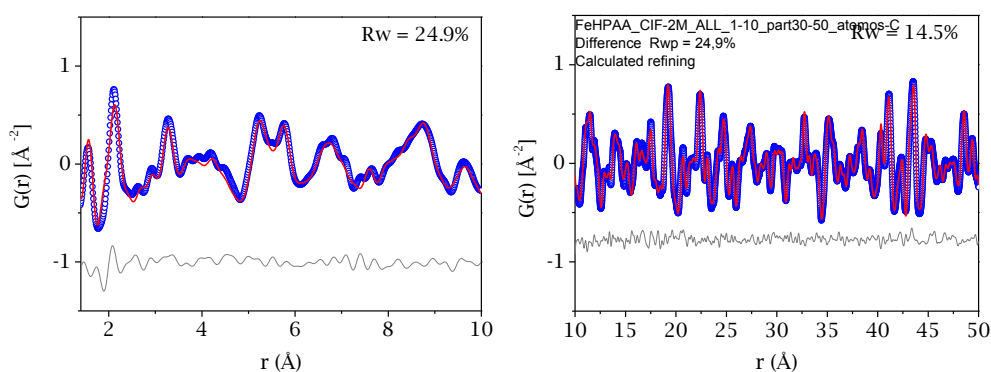 Rw = 24.9%
1
0
-1
G(r) [Å⁻²]
2 4 6 8 10
r (Å)
FeHPAA_CIF-2M_ALL_1-10_part30-50_atomos-C
Rw = 14.5%
Difference Rwp = 24,9%
Calculated refining
1
0
-1
G(r) [Å⁻²]
10 15 20 25 30 35 40 45 50
r (Å)